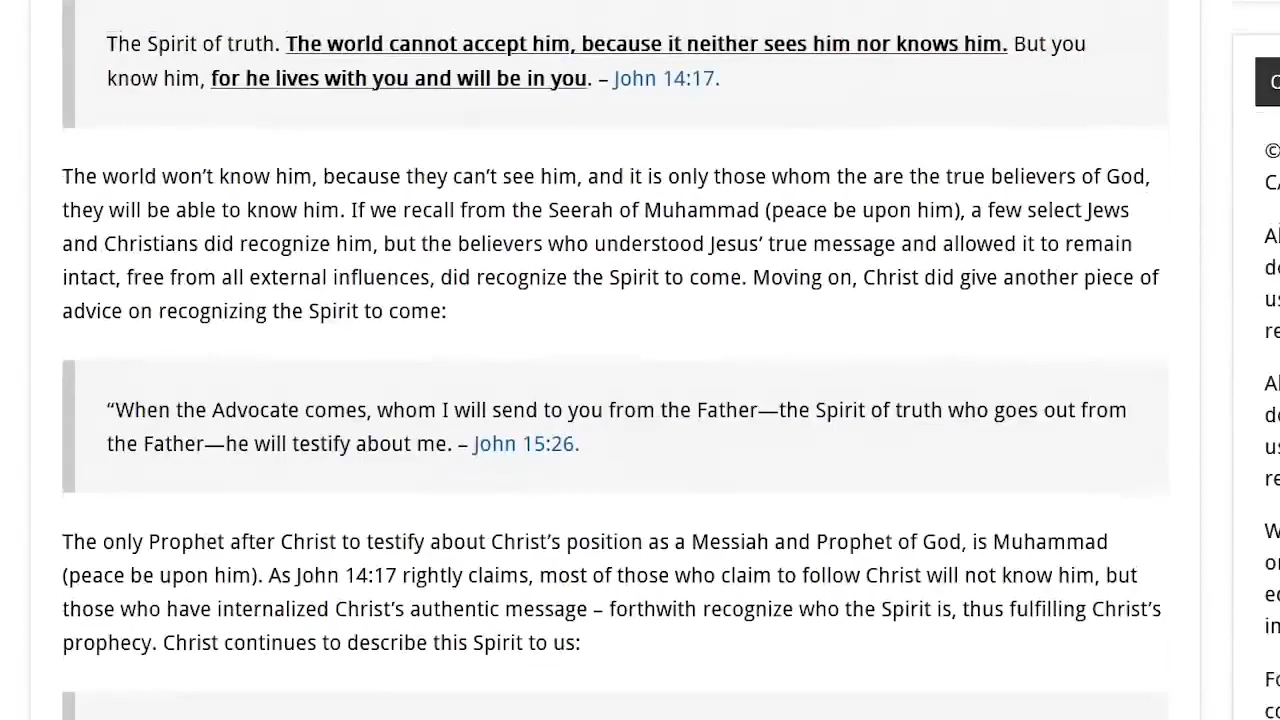 The Spirit of truth. The world cannot accept him, because it neither sees him nor knows him. But you
know him, for he lives with you and will be in you. – John 14:17.
The world won’t know him, because they can’t see him, and it is only those whom the are the true believers of God,
they will be able to know him. If we recall from the Seerah of Muhammad (peace be upon him), a few select Jews
and Christians did recognize him, but the believers who understood Jesus’ true message and allowed it to remain
intact, free from all external influences, did recognize the Spirit to come. Moving on, Christ did give another piece of
advice on recognizing the Spirit to come:
“When the Advocate comes, whom I will send to you from the Father—the Spirit of truth who goes out from
the Father—he will testify about me. – John 15:26.
The only Prophet after Christ to testify about Christ’s position as a Messiah and Prophet of God, is Muhammad
(peace be upon him). As John 14:17 rightly claims, most of those who claim to follow Christ will not know him, but
those who have internalized Christ’s authentic message – forthwith recognize who the Spirit is, thus fulfilling Christ’s
prophecy. Christ continues to describe this Spirit to us:
©